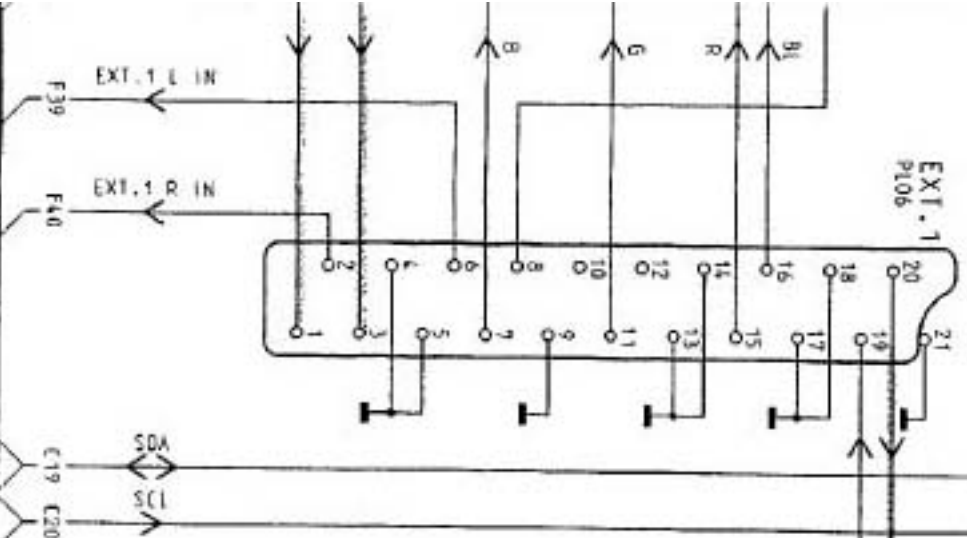 B
G
R
BL
EXT.1 L IN
F39
EXT.1 R IN
F40
EXT.1
PL06
2 4 6 8 10 12 14 16 18 20
1 3 5 7 9 11 13 15 17 19 21
SDA
C19
SCL
C20